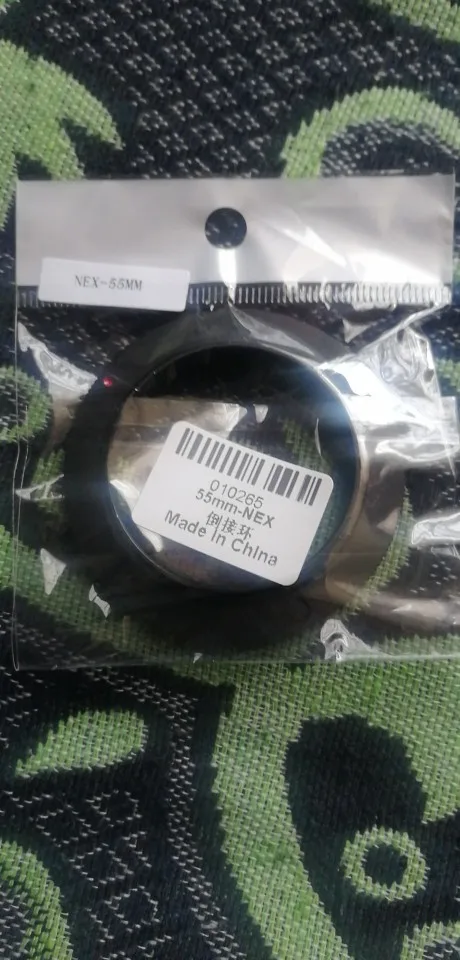 NEX-55MM
010265
55mm-NEX
倒接环
Made In China